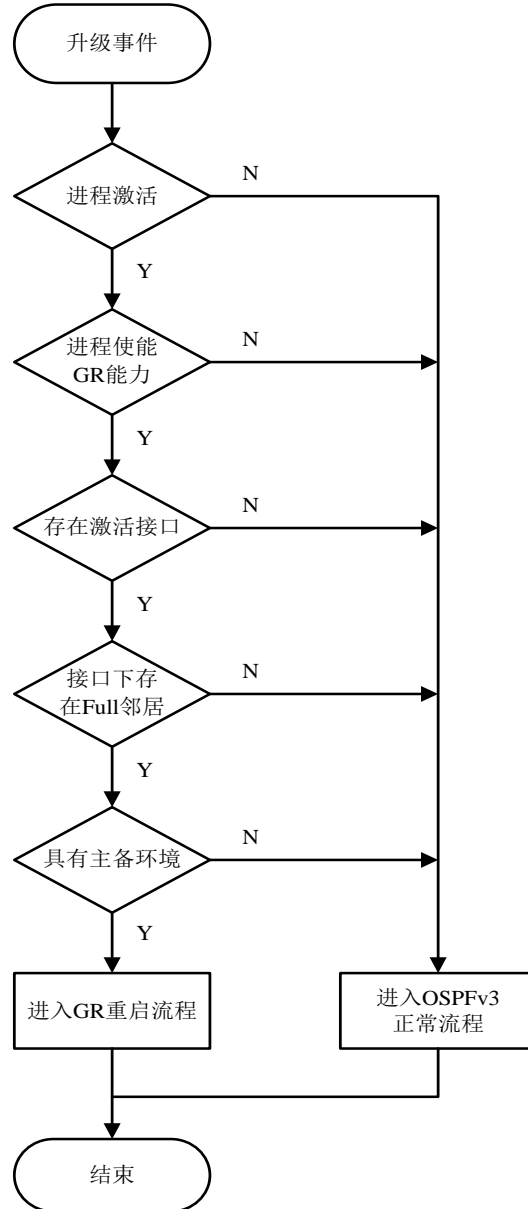 升级事件
进程激活
N
Y
进程使能
GR能力
N
Y
存在激活接口
N
Y
接口下存
在Full邻居
N
Y
具有主备环境
N
Y
进入GR重启流程
进入OSPFv3
正常流程
结束